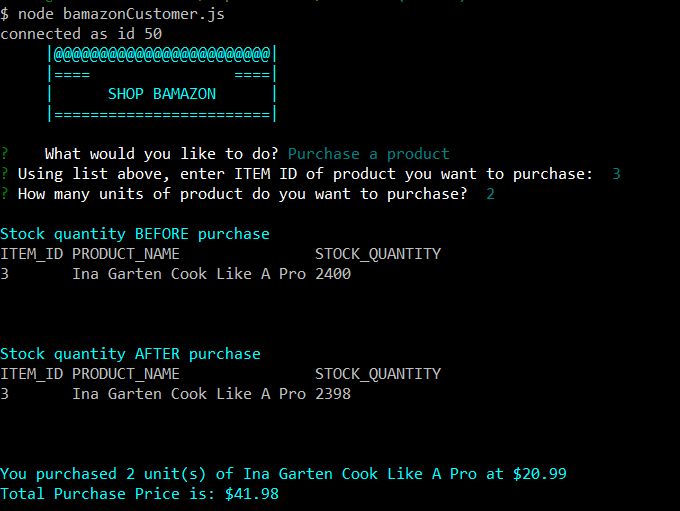 $ node bamazonCustomer.js
connected as id 50
|@@@@@@@@@@@@@@@@@@@@@@@@|
|====                ====|
|      SHOP BAMAZON      |
|========================|
?    What would you like to do? Purchase a product
? Using list above, enter ITEM ID of product you want to purchase:  3
? How many units of product do you want to purchase?  2
Stock quantity BEFORE purchase
ITEM_ID PRODUCT_NAME               STOCK_QUANTITY
3       Ina Garten Cook Like A Pro 2400
Stock quantity AFTER purchase
ITEM_ID PRODUCT_NAME               STOCK_QUANTITY
3       Ina Garten Cook Like A Pro 2398
You purchased 2 unit(s) of Ina Garten Cook Like A Pro at $20.99
Total Purchase Price is: $41.98